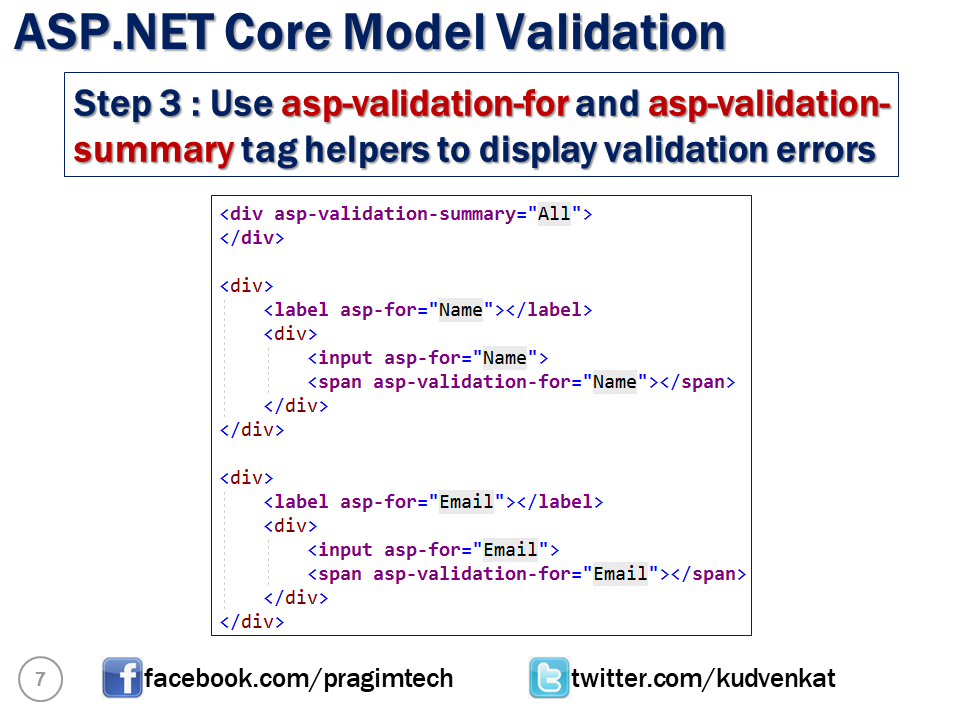 ASP.NET Core Model Validation
Step 3 : Use asp-validation-for and asp-validation-
summary tag helpers to display validation errors
<div asp-validation-summary="All">
</div>
<div>
    <label asp-for="Name"></label>
    <div>
        <input asp-for="Name">
        <span asp-validation-for="Name"></span>
    </div>
</div>
<div>
    <label asp-for="Email"></label>
    <div>
        <input asp-for="Email">
        <span asp-validation-for="Email"></span>
    </div>
</div>
7
facebook.com/pragimtech
twitter.com/kudvenkat